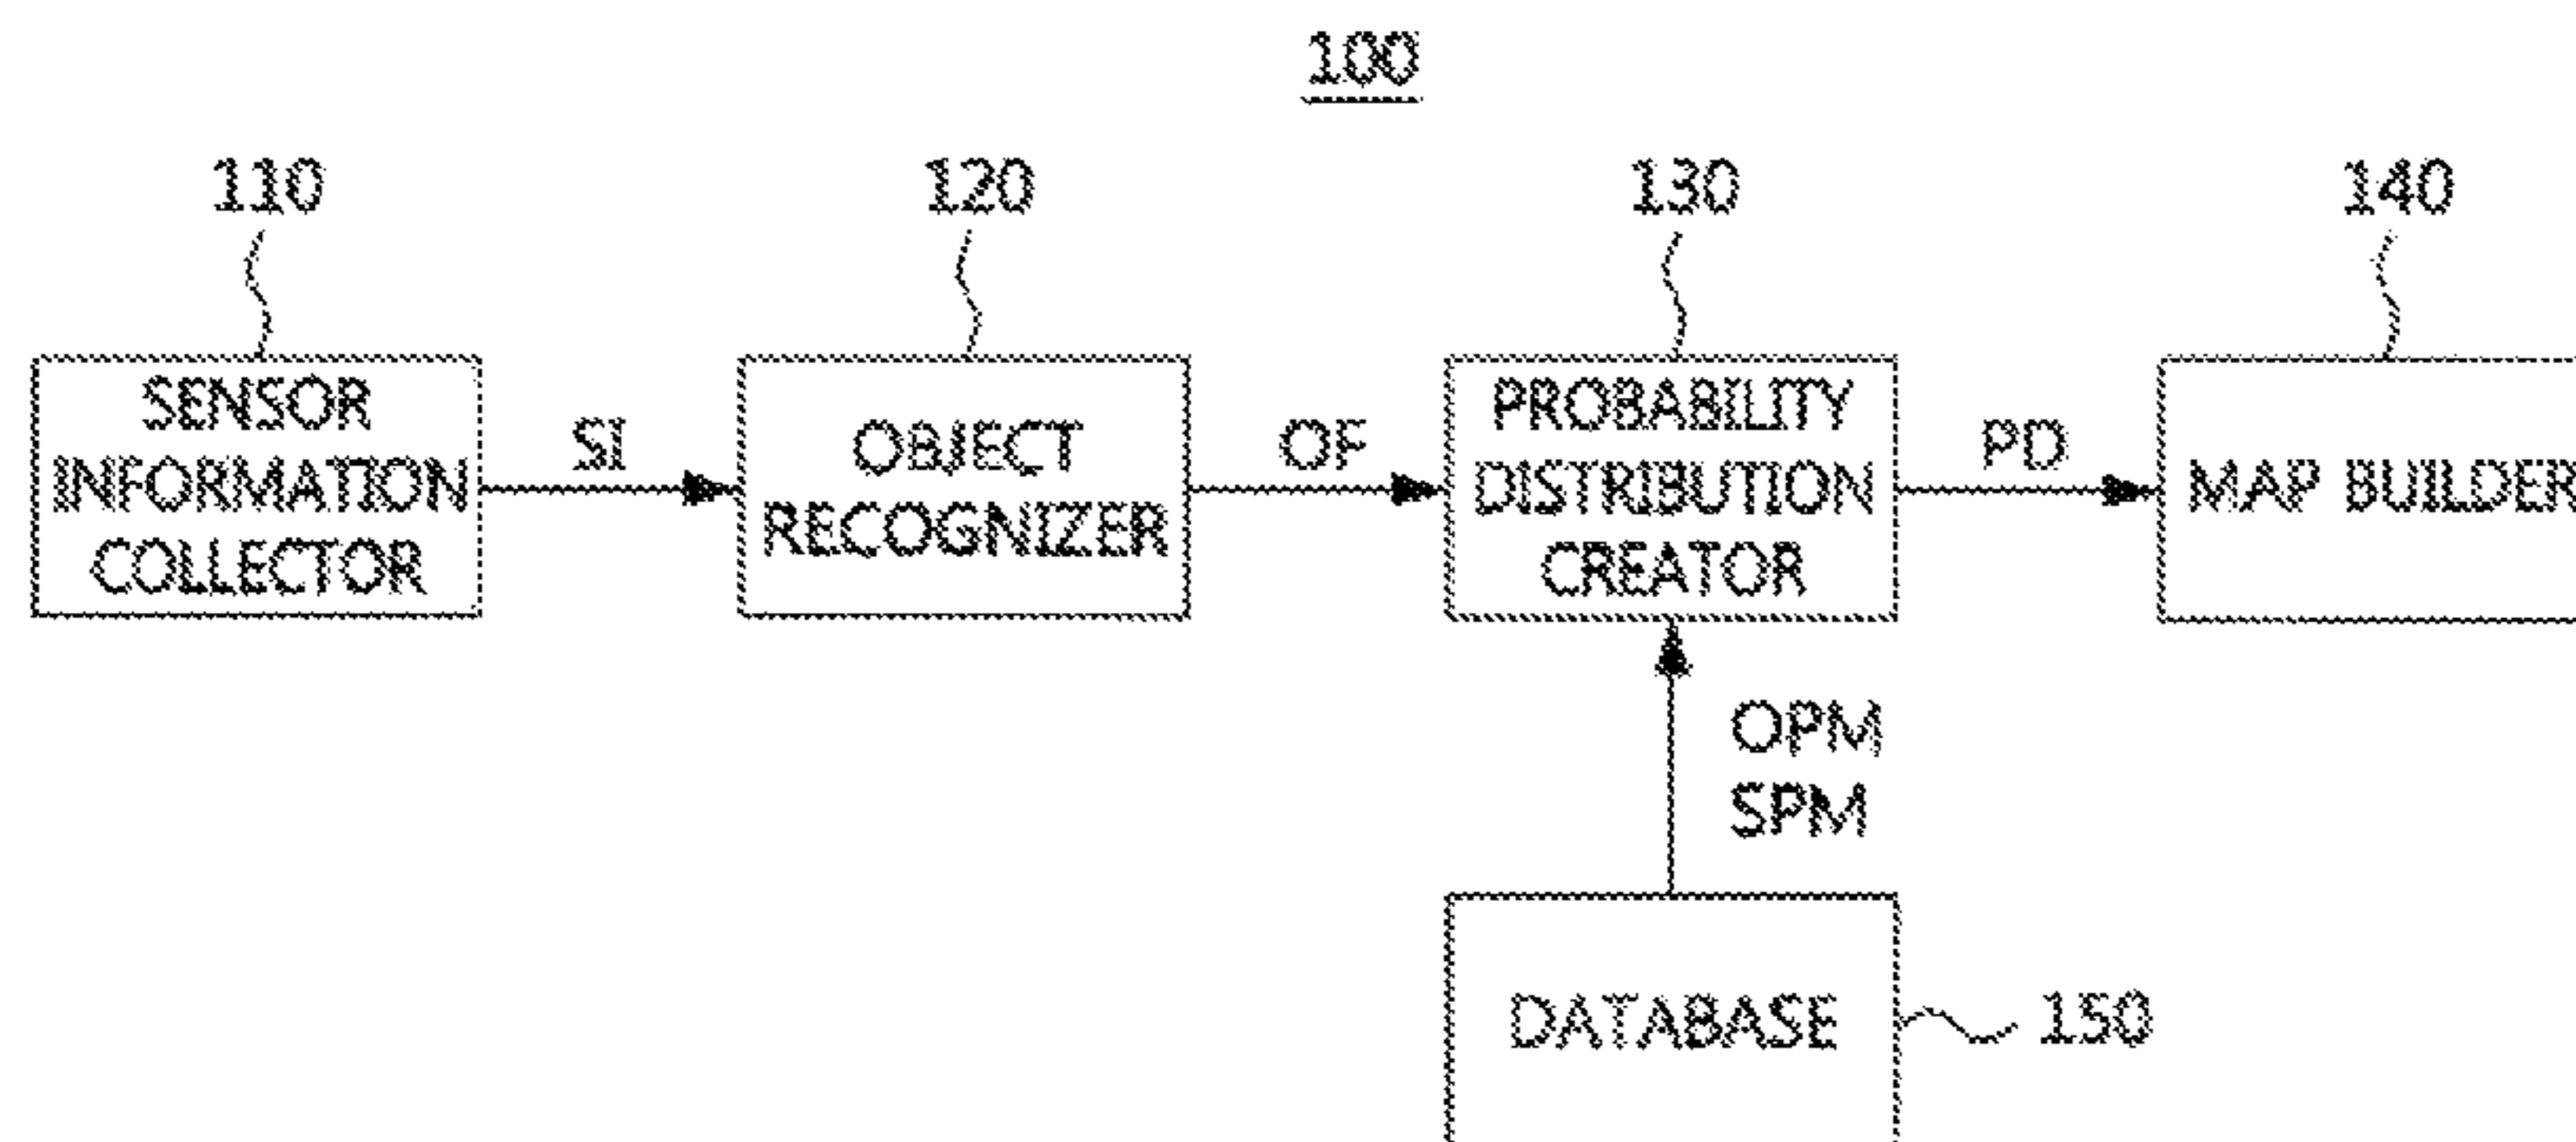 100
110
120
130
140
SENSOR
INFORMATION
COLLECTOR
SI
OBJECT
RECOGNIZER
OF
PROBABILITY
DISTRIBUTION
CREATOR
PD
MAP BUILDER
OPM
SPM
DATABASE
150